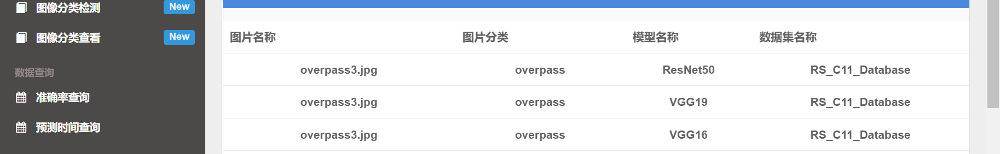 图像分类检测 New
图像分类查看 New
数据查询
准确率查询
预测时间查询
图片名称 图片分类 模型名称 数据集名称
overpass3.jpg overpass ResNet50 RS_C11_Database
overpass3.jpg overpass VGG19 RS_C11_Database
overpass3.jpg overpass VGG16 RS_C11_Database